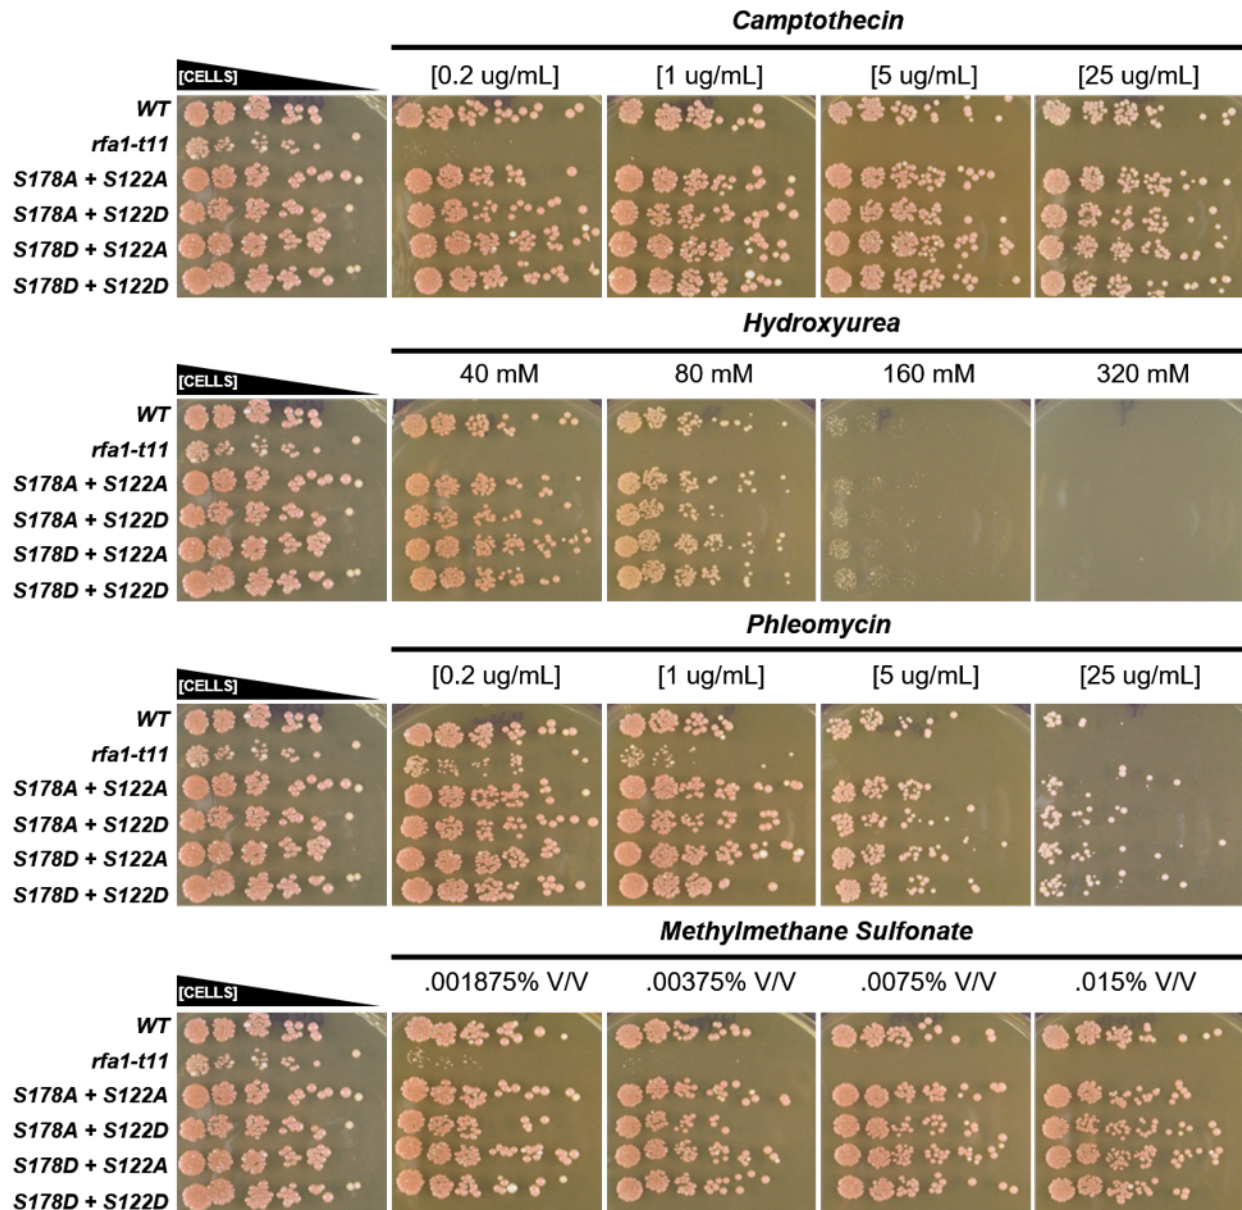 Camptothecin
[CELLS] [0.2 ug/mL] [1 ug/mL] [5 ug/mL] [25 ug/mL]
WT
rfa1-t11
S178A + S122A
S178A + S122D
S178D + S122A
S178D + S122D
Hydroxyurea
[CELLS] 40 mM 80 mM 160 mM 320 mM
WT
rfa1-t11
S178A + S122A
S178A + S122D
S178D + S122A
S178D + S122D
Phleomycin
[CELLS] [0.2 ug/mL] [1 ug/mL] [5 ug/mL] [25 ug/mL]
WT
rfa1-t11
S178A + S122A
S178A + S122D
S178D + S122A
S178D + S122D
Methylmethane Sulfonate
[CELLS] .001875% V/V .00375% V/V .0075% V/V .015% V/V
WT
rfa1-t11
S178A + S122A
S178A + S122D
S178D + S122A
S178D + S122D